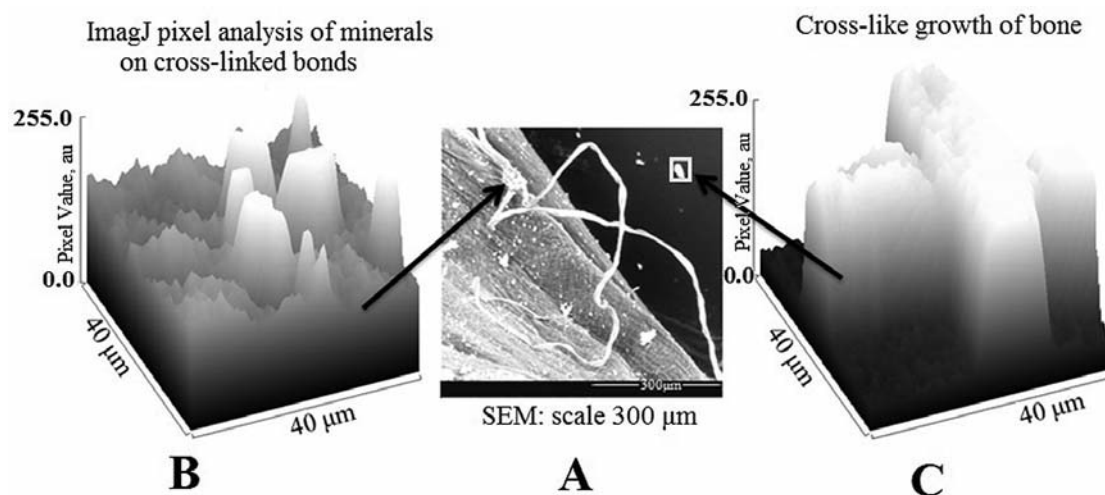 ImagJ pixel analysis of minerals
on cross-linked bonds
Cross-like growth of bone
255.0
Pixel Value, au
0.0
40 µm
40 µm
300µm
SEM: scale 300 µm
255.0
Pixel Value, au
0.0
40 µm
40 µm
B
A
C